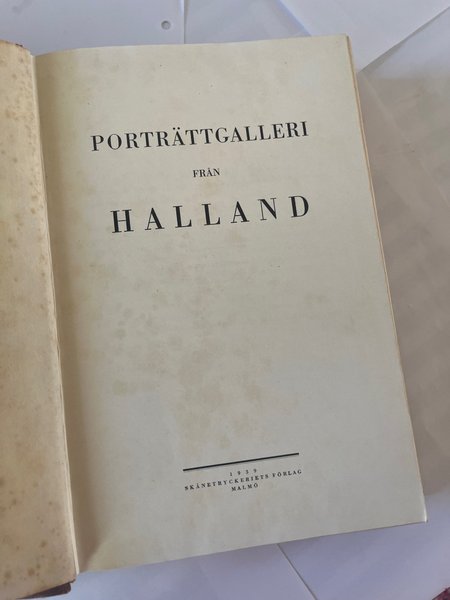 PORTRÄTTGALLERI
FRÅN
HALLAND
1939
SKÅNETRYCKERIETS FÖRLAG
MALMÖ